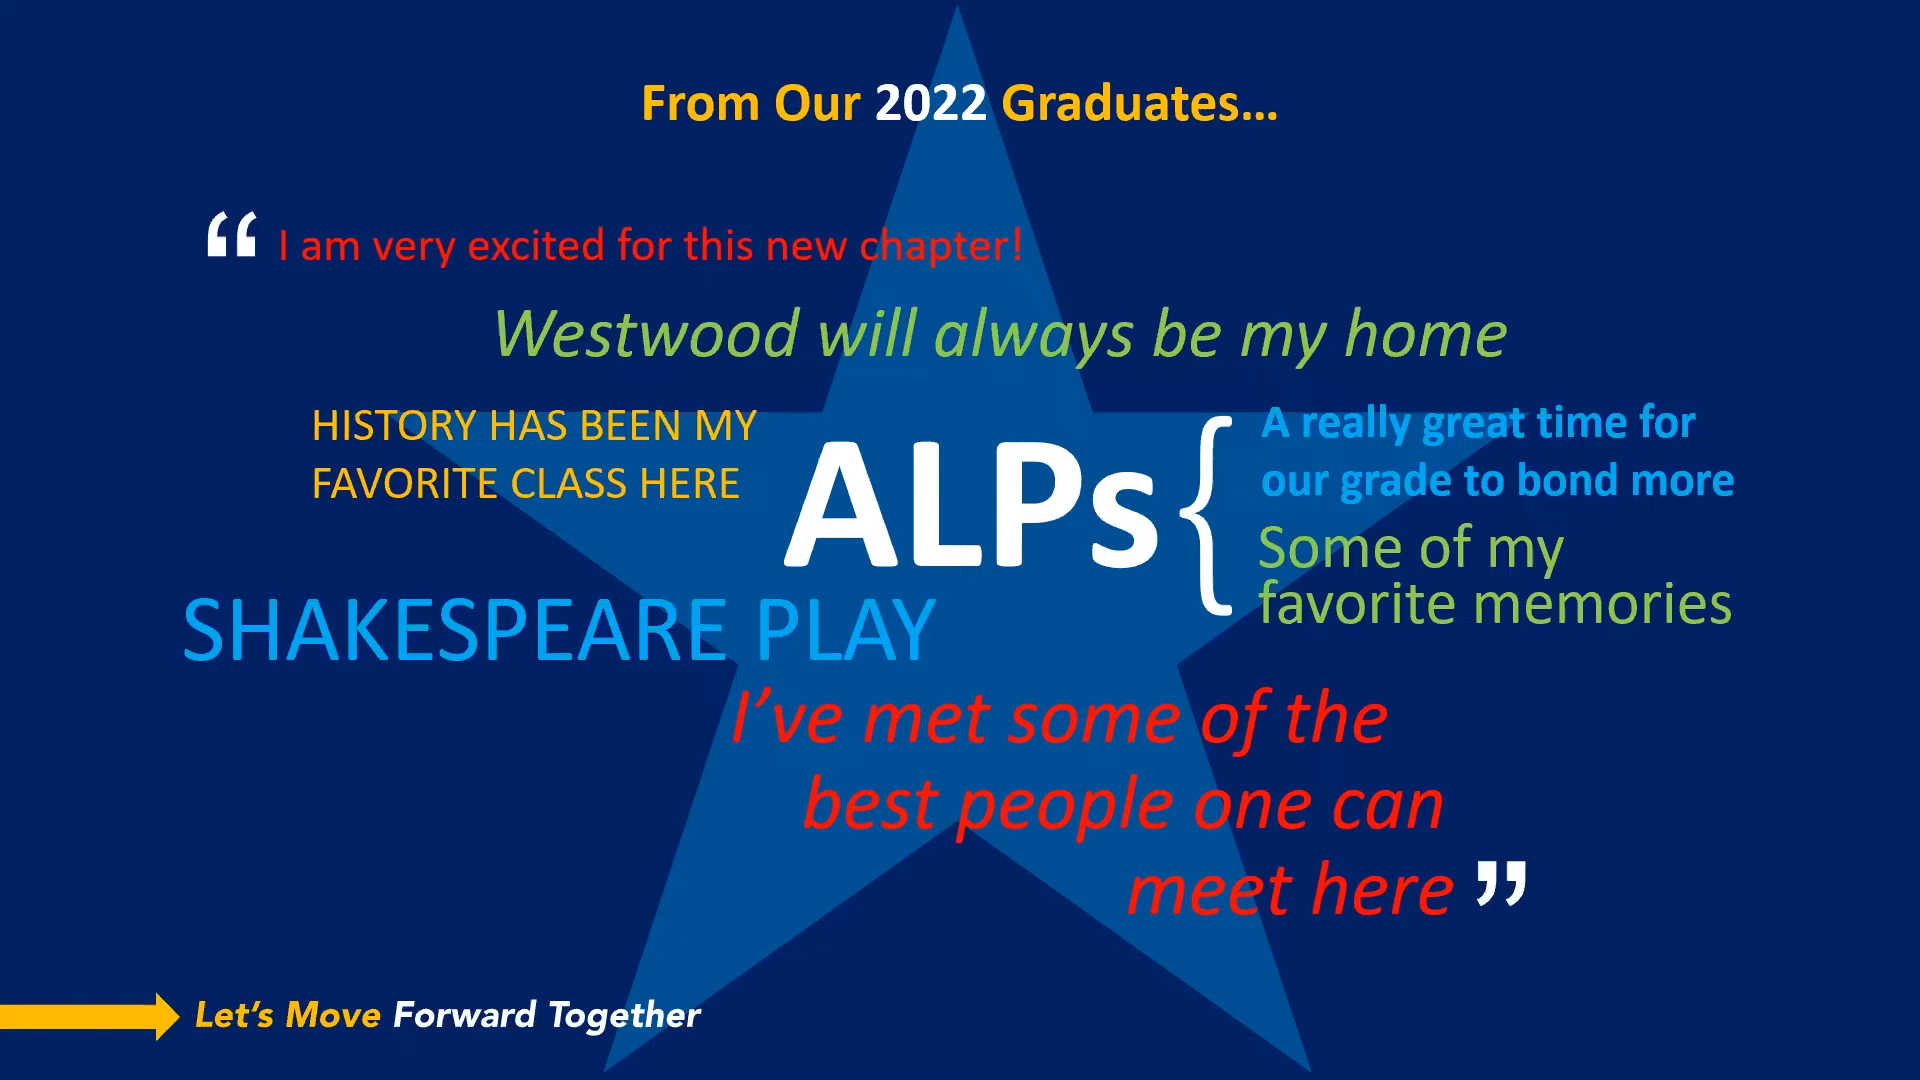 From Our 2022 Graduates...
“ I am very excited for this new chapter!
Westwood will always be my home
HISTORY HAS BEEN MY
FAVORITE CLASS HERE
ALPs {
A really great time for
our grade to bond more
Some of my
favorite memories
SHAKESPEARE PLAY
I’ve met some of the
best people one can
meet here ”
Let’s Move Forward Together